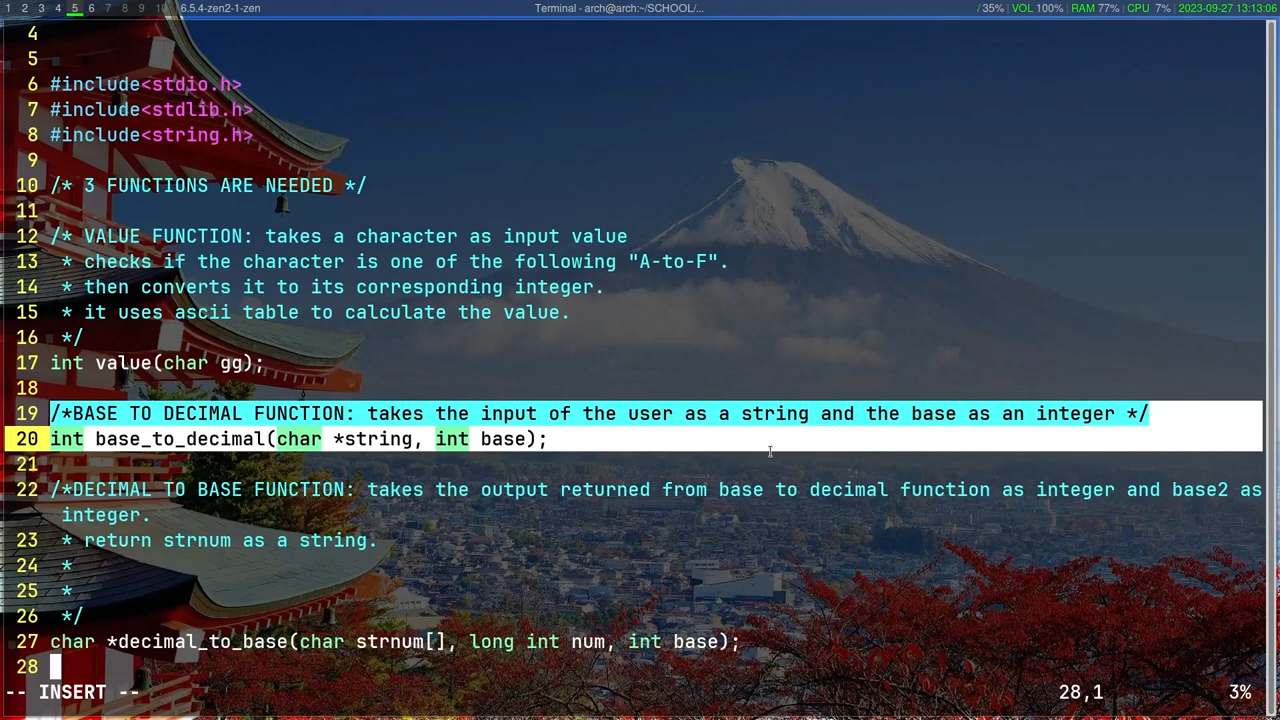 1 2 3 4 5 6 7 8 9 10 6.5.4-zen2-1-zen Terminal - arch@arch:~/SCHOOL/... / 35% | VOL 100% | RAM 77% | CPU 7% | 2023-09-27 13:13:06
4
5
6 #include<stdio.h>
7 #include<stdlib.h>
8 #include<string.h>
9
10 /* 3 FUNCTIONS ARE NEEDED */
11
12 /* VALUE FUNCTION: takes a character as input value
13  * checks if the character is one of the following "A-to-F".
14  * then converts it to its corresponding integer.
15  * it uses ascii table to calculate the value.
16  */
17 int value(char gg);
18
19 /*BASE TO DECIMAL FUNCTION: takes the input of the user as a string and the base as an integer */
20 int base_to_decimal(char *string, int base);
21
22 /*DECIMAL TO BASE FUNCTION: takes the output returned from base to decimal function as integer and base2 as
integer.
23  * return strnum as a string.
24  *
25  *
26  */
27 char *decimal_to_base(char strnum[], long int num, int base);
28
-- INSERT -- 28,1 3%